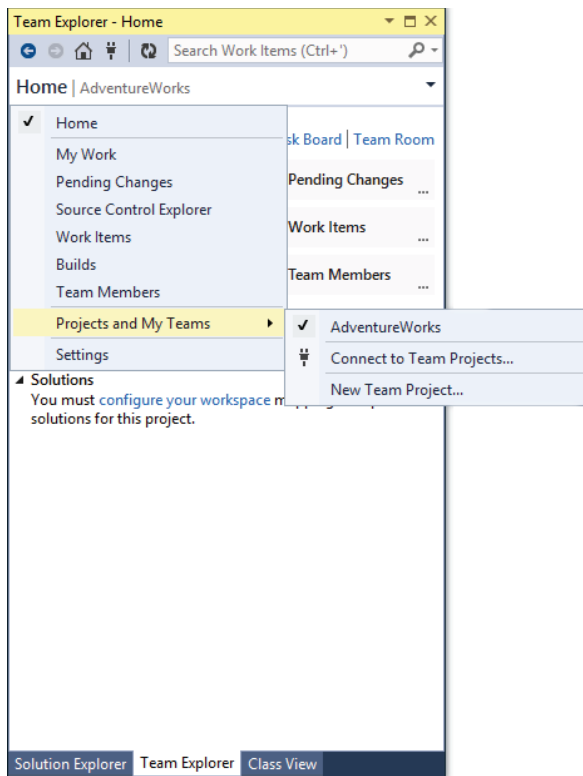 Team Explorer - Home
Search Work Items (Ctrl+')
Home | AdventureWorks
Home
sk Board | Team Room
My Work
Pending Changes
Pending Changes ...
Source Control Explorer
Work Items
Work Items ...
Builds
Team Members ...
Team Members
Projects and My Teams
AdventureWorks
Settings
Connect to Team Projects...
New Team Project...
Solutions
You must configure your workspace
solutions for this project.
Solution Explorer Team Explorer Class View